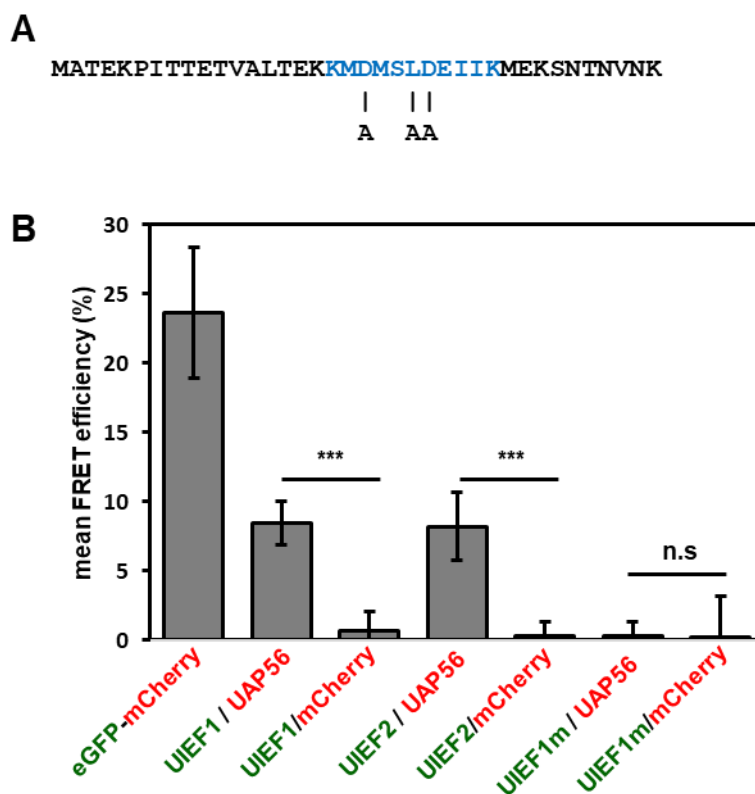 A
MATEKPITTETVALTEKKMDMSLDEIIKMEKSNTNVNK
| ||
A AA
B
mean FRET efficiency (%)
30
25
20
15
10
5
0
***
***
n.s
eGFP-mCherry
UIEF1 / UAP56
UIEF1/mCherry
UIEF2 / UAP56
UIEF2/mCherry
UIEF1m / UAP56
UIEF1m/mCherry